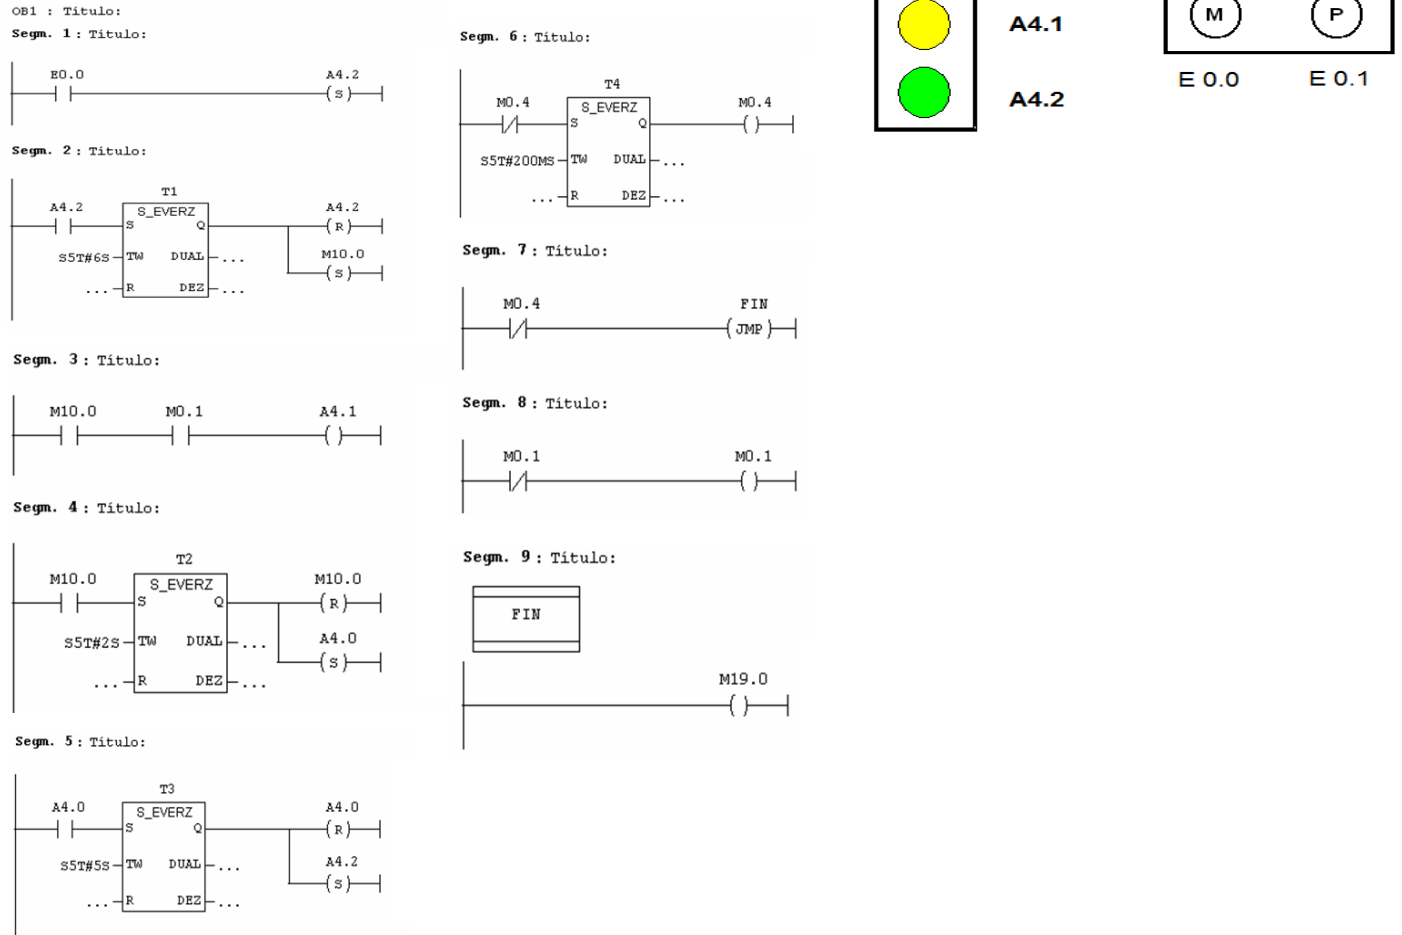 OB1 : Título:
Segm. 1 : Título:
E0.0 A4.2
S
Segm. 2 : Título:
T1
A4.2 S_EVERZ A4.2
S Q R
M10.0
S5T#6S TW DUAL ... S
... R DEZ ...
Segm. 3 : Título:
M10.0 M0.1 A4.1
Segm. 4 : Título:
T2
M10.0 S_EVERZ M10.0
S Q R
A4.0
S5T#2S TW DUAL ... S
... R DEZ ...
Segm. 5 : Título:
T3
A4.0 S_EVERZ A4.0
S Q R
A4.2
S5T#5S TW DUAL ... S
... R DEZ ...
Segm. 6 : Título:
T4
M0.4 S_EVERZ M0.4
S Q
S5T#200MS TW DUAL ...
... R DEZ ...
Segm. 7 : Título:
M0.4 FIN
JMP
Segm. 8 : Título:
M0.1 M0.1
Segm. 9 : Título:
FIN
M19.0
A4.1
A4.2
M P
E 0.0 E 0.1